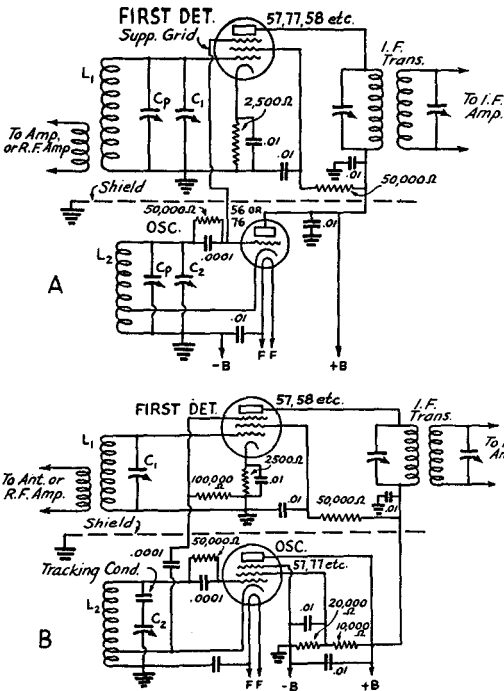 FIRST DET.
57,77,58 etc.
Supp. Grid
I.F.
Trans.
L1
Cp
C1
2,500Ω
.01
To Amp.
or R.F. Amp
To I.F.
Amp.
.01
.01
50,000Ω
Shield
50,000Ω
56 OR
76
OSC.
.0001
.01
L2
Cp
C2
A
.01
-B
F F
+B
FIRST DET.
57,58 etc.
I.F.
Trans.
L1
C1
2500Ω
100,000
Ω
.01
To Ant. or
R.F. Amp.
To I
Am
.01
.01
50,000Ω
Shield
.0001
50,000Ω
OSC.
57,77 etc.
Tracking Cond.
.0001
L2
C2
.01
20,000
Ω
10,000
Ω
B
.01
F F
-B
+B